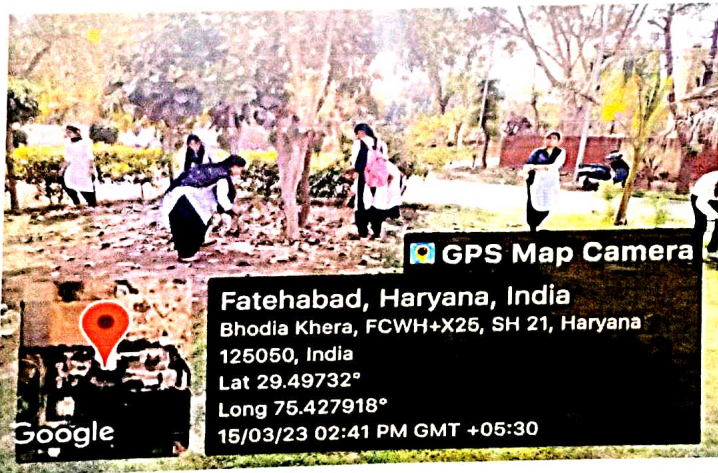 GPS Map Camera
Fatehabad, Haryana, India
Bhodia Khera, FCWH+X25, SH 21, Haryana
125050, India
Lat 29.49732°
Long 75.427918°
15/03/23 02:41 PM GMT +05:30
Google